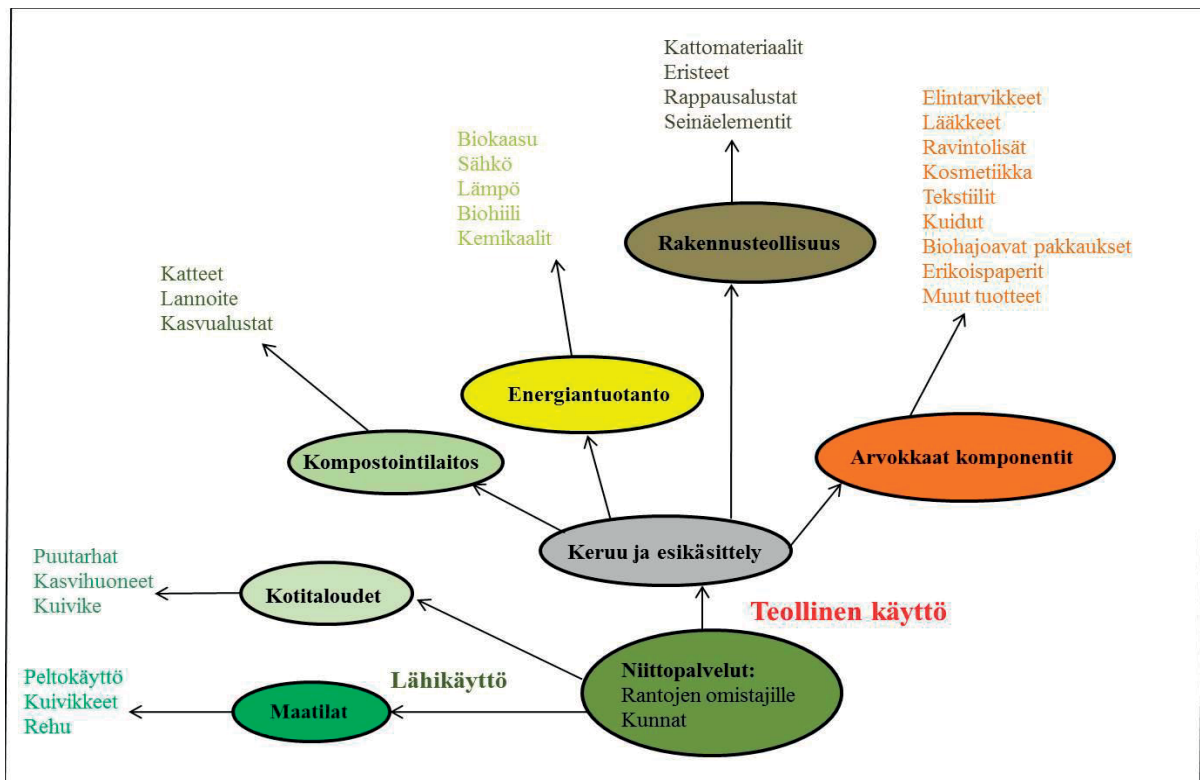 Kattomateriaalit
Eristeet
Rappausalustat
Seinäelementit
Elintarvikkeet
Lääkkeet
Ravintolisät
Kosmetiikka
Tekstiilit
Kuidut
Biohajoavat pakkaukset
Erikoispaperit
Muut tuotteet
Biokaasu
Sähkö
Lämpö
Biohiili
Kemikaalit
Rakennusteollisuus
Katteet
Lannoite
Kasvualustat
Energiantuotanto
Kompostointilaitos
Arvokkaat komponentit
Keruu ja esikäsittely
Puutarhat
Kasvihuoneet
Kuivike
Kotitaloudet
Teollinen käyttö
Niittopalvelut:
Rantojen omistajille
Kunnat
Lähikäyttö
Peltokäyttö
Kuivikkeet
Rehu
Maatilat